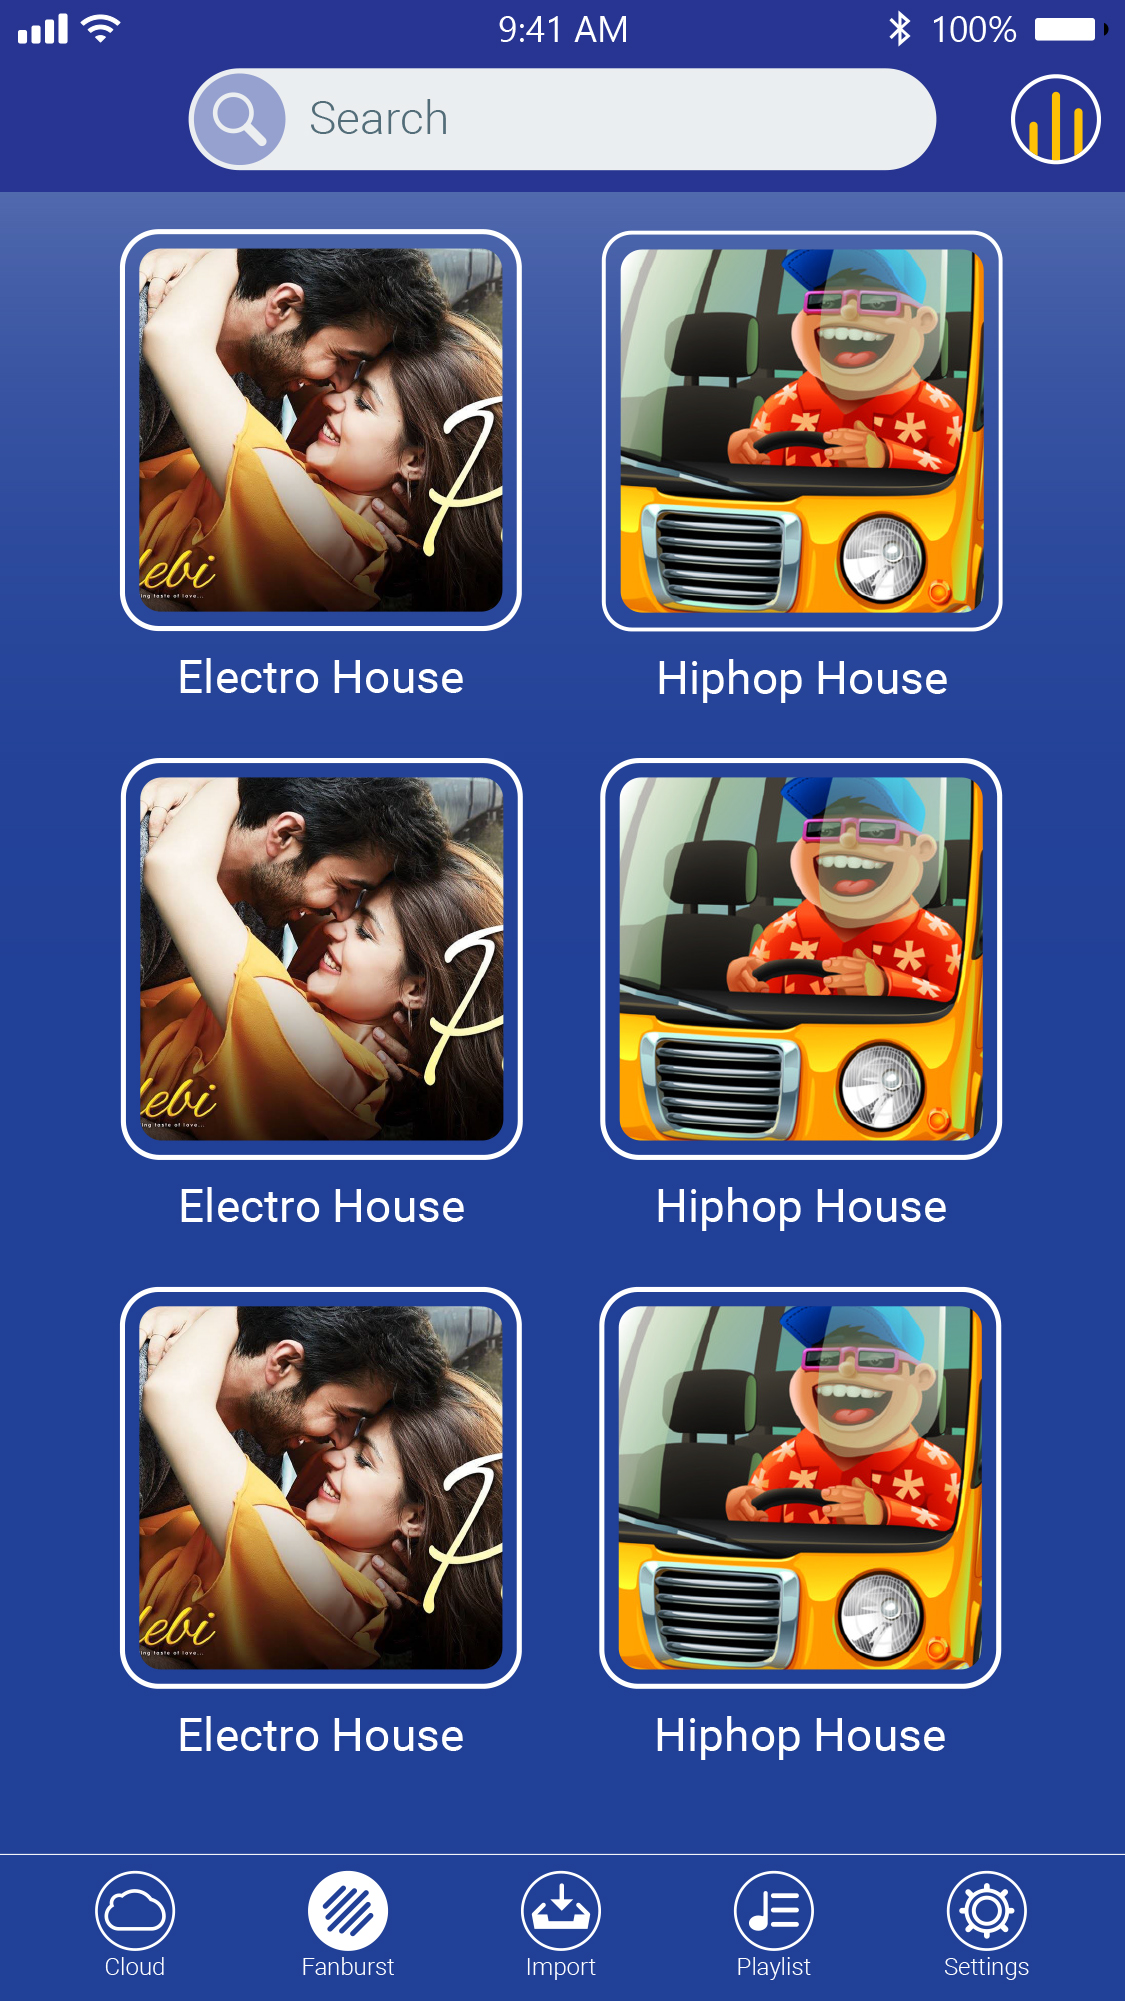 9:41 AM
100%
Search
lebi
ing taste of love...
Electro House
Hiphop House
lebi
ing taste of love...
Electro House
Hiphop House
lebi
ing taste of love...
Electro House
Hiphop House
Cloud
Fanburst
Import
Playlist
Settings